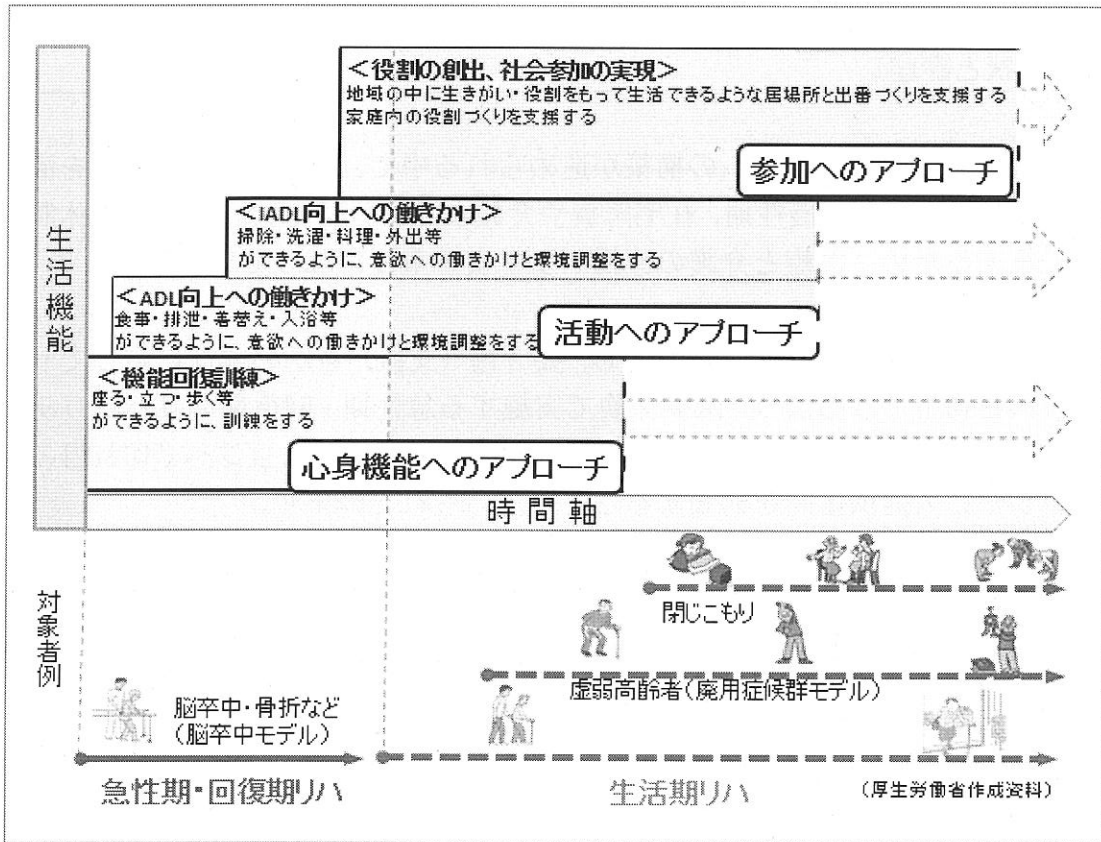 生活機能
<役割の創出、社会参加の実現>
地域の中に生きがい・役割をもって生活できるような居場所と出番づくりを支援する
家庭内の役割づくりを支援する
参加へのアプローチ
<IADL向上への働きかけ>
掃除・洗濯・料理・外出等
ができるように、意欲への働きかけと環境調整をする
<ADL向上への働きかけ>
食事・排泄・着替え・入浴等
ができるように、意欲への働きかけと環境調整をする
活動へのアプローチ
<機能回復訓練>
座る・立つ・歩く等
ができるように、訓練をする
心身機能へのアプローチ
時間軸
対象者例
閉じこもり
虚弱高齢者(廃用症候群モデル)
脳卒中・骨折など
(脳卒中モデル)
急性期・回復期リハ
生活期リハ
(厚生労働省作成資料)